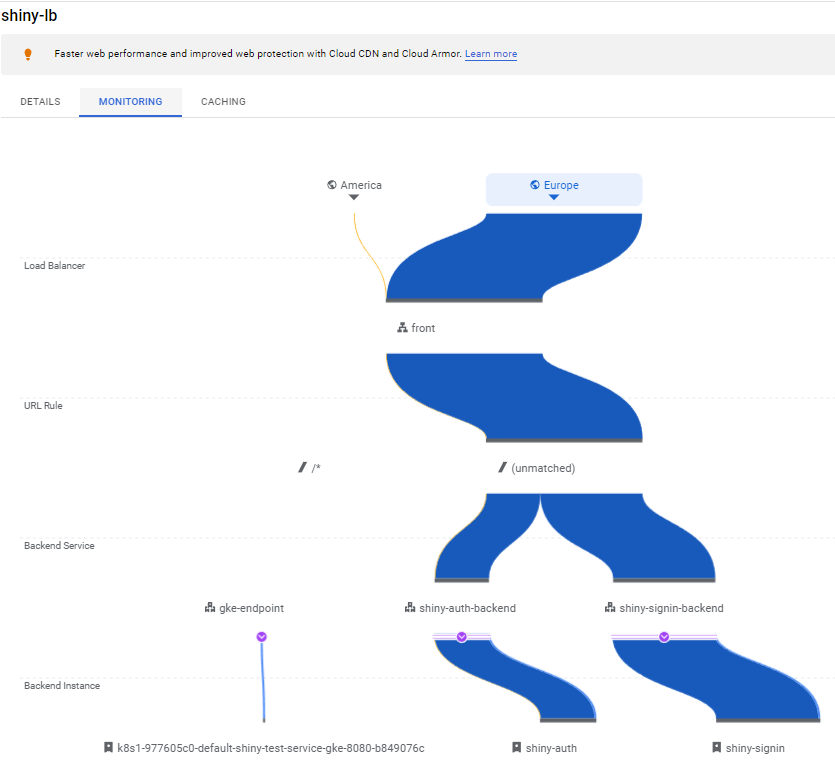 shiny-lb
Faster web performance and improved web protection with Cloud CDN and Cloud Armor. Learn more
DETAILS MONITORING CACHING
America Europe
Load Balancer
front
URL Rule
/* (unmatched)
Backend Service
gke-endpoint shiny-auth-backend shiny-signin-backend
Backend Instance
k8s1-977605c0-default-shiny-test-service-gke-8080-b849076c shiny-auth shiny-signin